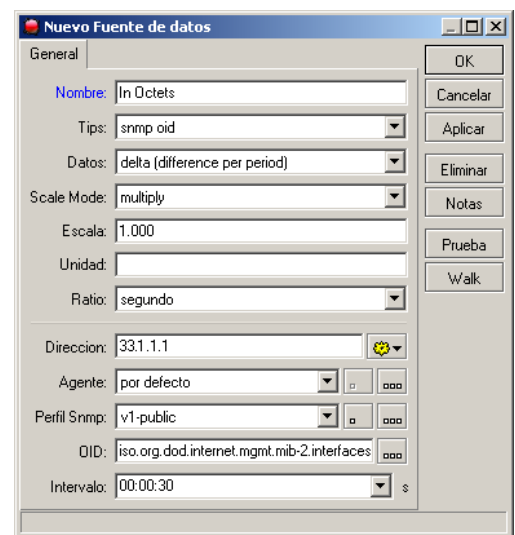 Nuevo Fuente de datos
General
Nombre: In Octets
Tips: snmp oid
Datos: delta (difference per period)
Scale Mode: multiply
Escala: 1.000
Unidad:
Ratio: segundo
Direccion: 33.1.1.1
Agente: por defecto
Perfil Snmp: v1-public
OID: iso.org.dod.internet.mgmt.mib-2.interfaces
Intervalo: 00:00:30 s
OK
Cancelar
Aplicar
Eliminar
Notas
Prueba
Walk